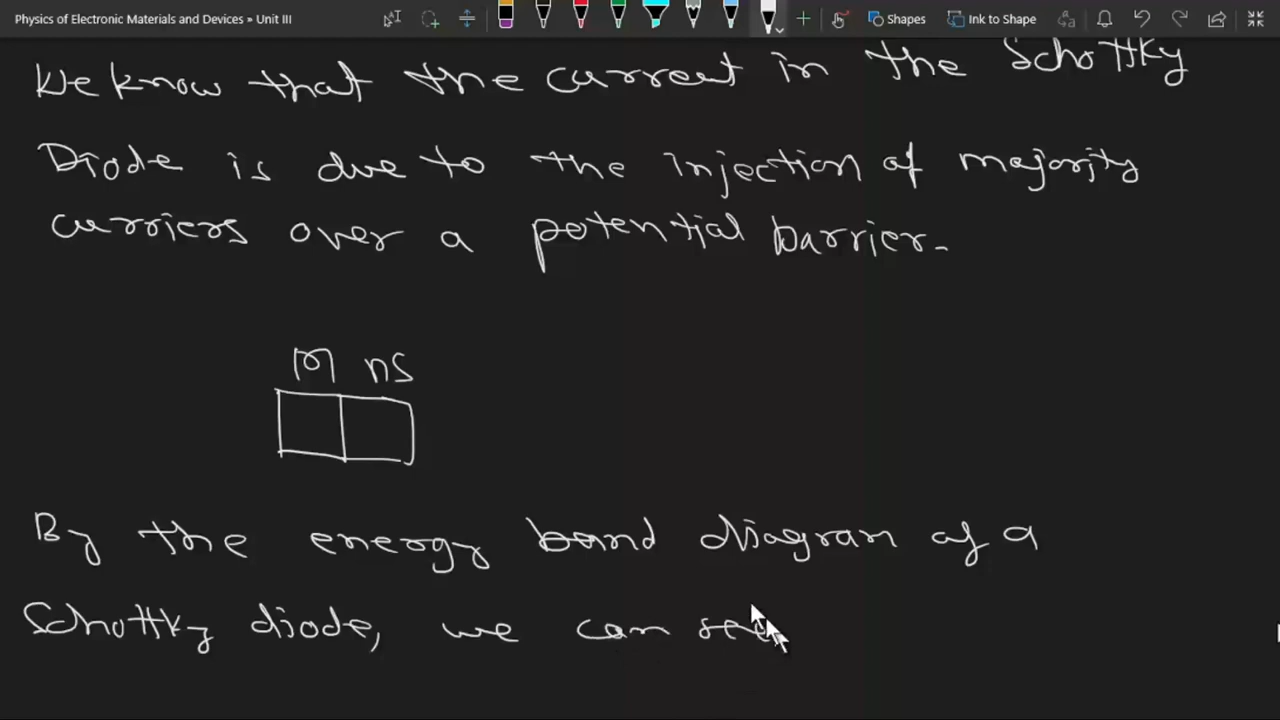 Physics of Electronic Materials and Devices » Unit III
Shapes
Ink to Shape
We know that the current in the Schottky
Diode is due to the injection of majority
carriers over a potential barrier.
M ns
By the energy band diagram of a
Schottky diode, we can see,